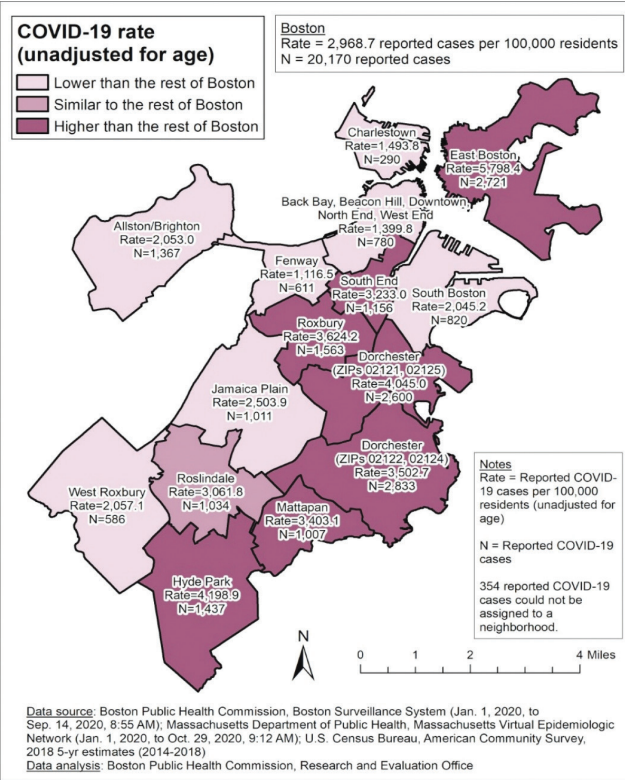 COVID-19 rate
(unadjusted for age)
Lower than the rest of Boston
Similar to the rest of Boston
Higher than the rest of Boston
Boston
Rate = 2,968.7 reported cases per 100,000 residents
N = 20,170 reported cases
Charlestown
Rate=1,493.8
N=290
East Boston
Rate=5,798.4
N=2,721
Back Bay, Beacon Hill, Downtown,
North End, West End
Rate=1,399.8
N=780
Allston/Brighton
Rate=2,053.0
N=1,367
Fenway
Rate=1,116.5
N=611
South End
Rate=3,233.0
N=1,156
South Boston
Rate=2,045.2
N=820
Roxbury
Rate=3,624.2
N=1,563
Dorchester
(ZIPs 02121, 02125)
Rate=4,045.0
N=2,600
Jamaica Plain
Rate=2,503.9
N=1,011
Dorchester
(ZIPs 02122, 02124)
Rate=3,502.7
N=2,833
West Roxbury
Rate=2,057.1
N=586
Roslindale
Rate=3,061.8
N=1,034
Mattapan
Rate=3,403.1
N=1,007
Hyde Park
Rate=4,198.9
N=1,437
Notes
Rate = Reported COVID-
19 cases per 100,000
residents (unadjusted for
age)
N = Reported COVID-19
cases
354 reported COVID-19
cases could not be
assigned to a
neighborhood.
N
0 1 2 4 Miles
Data source: Boston Public Health Commission, Boston Surveillance System (Jan. 1, 2020, to
Sep. 14, 2020, 8:55 AM); Massachusetts Department of Public Health, Massachusetts Virtual Epidemiologic
Network (Jan. 1, 2020, to Oct. 29, 2020, 9:12 AM); U.S. Census Bureau, American Community Survey,
2018 5-yr estimates (2014-2018)
Data analysis: Boston Public Health Commission, Research and Evaluation Office